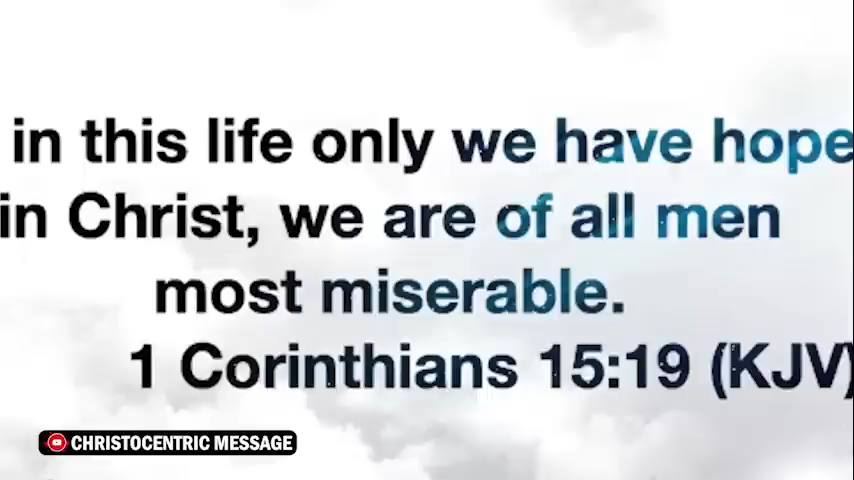 in this life only we have hope
in Christ, we are of all men
most miserable.
1 Corinthians 15:19 (KJV)
CHRISTOCENTRIC MESSAGE